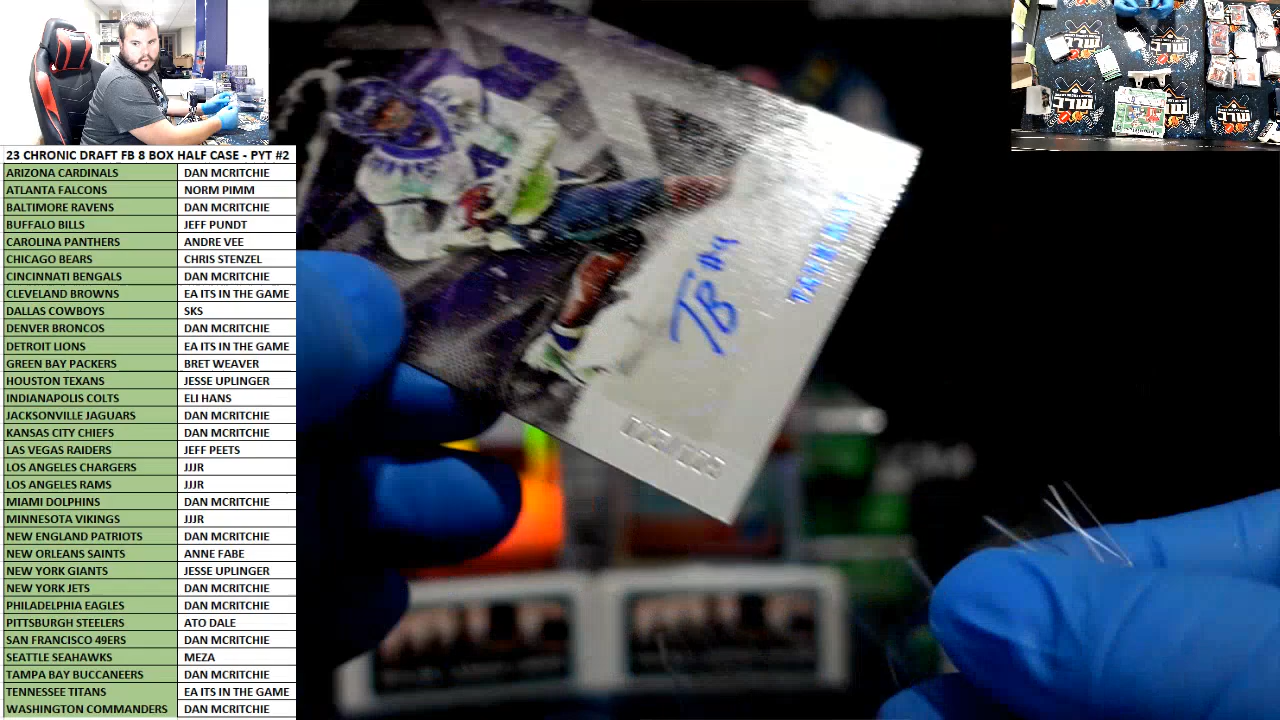 23 CHRONIC DRAFT FB 8 BOX HALF CASE - PYT #2
ARIZONA CARDINALS DAN MCRITCHIE
ATLANTA FALCONS NORM PIMM
BALTIMORE RAVENS DAN MCRITCHIE
BUFFALO BILLS JEFF PUNDT
CAROLINA PANTHERS ANDRE VEE
CHICAGO BEARS CHRIS STENZEL
CINCINNATI BENGALS DAN MCRITCHIE
CLEVELAND BROWNS EA ITS IN THE GAME
DALLAS COWBOYS SKS
DENVER BRONCOS DAN MCRITCHIE
DETROIT LIONS EA ITS IN THE GAME
GREEN BAY PACKERS BRET WEAVER
HOUSTON TEXANS JESSE UPLINGER
INDIANAPOLIS COLTS ELI HANS
JACKSONVILLE JAGUARS DAN MCRITCHIE
KANSAS CITY CHIEFS DAN MCRITCHIE
LAS VEGAS RAIDERS JEFF PEETS
LOS ANGELES CHARGERS JJJR
LOS ANGELES RAMS JJJR
MIAMI DOLPHINS DAN MCRITCHIE
MINNESOTA VIKINGS JJJR
NEW ENGLAND PATRIOTS DAN MCRITCHIE
NEW ORLEANS SAINTS ANNE FABE
NEW YORK GIANTS JESSE UPLINGER
NEW YORK JETS DAN MCRITCHIE
PHILADELPHIA EAGLES DAN MCRITCHIE
PITTSBURGH STEELERS ATO DALE
SAN FRANCISCO 49ERS DAN MCRITCHIE
SEATTLE SEAHAWKS MEZA
TAMPA BAY BUCCANEERS DAN MCRITCHIE
TENNESSEE TITANS EA ITS IN THE GAME
WASHINGTON COMMANDERS DAN MCRITCHIE
TB #4